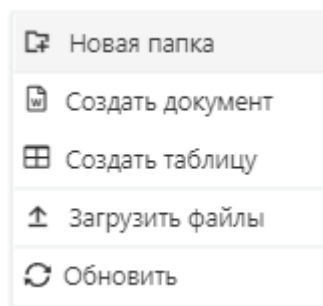 Новая папка
Создать документ
Создать таблицу
Загрузить файлы
Обновить